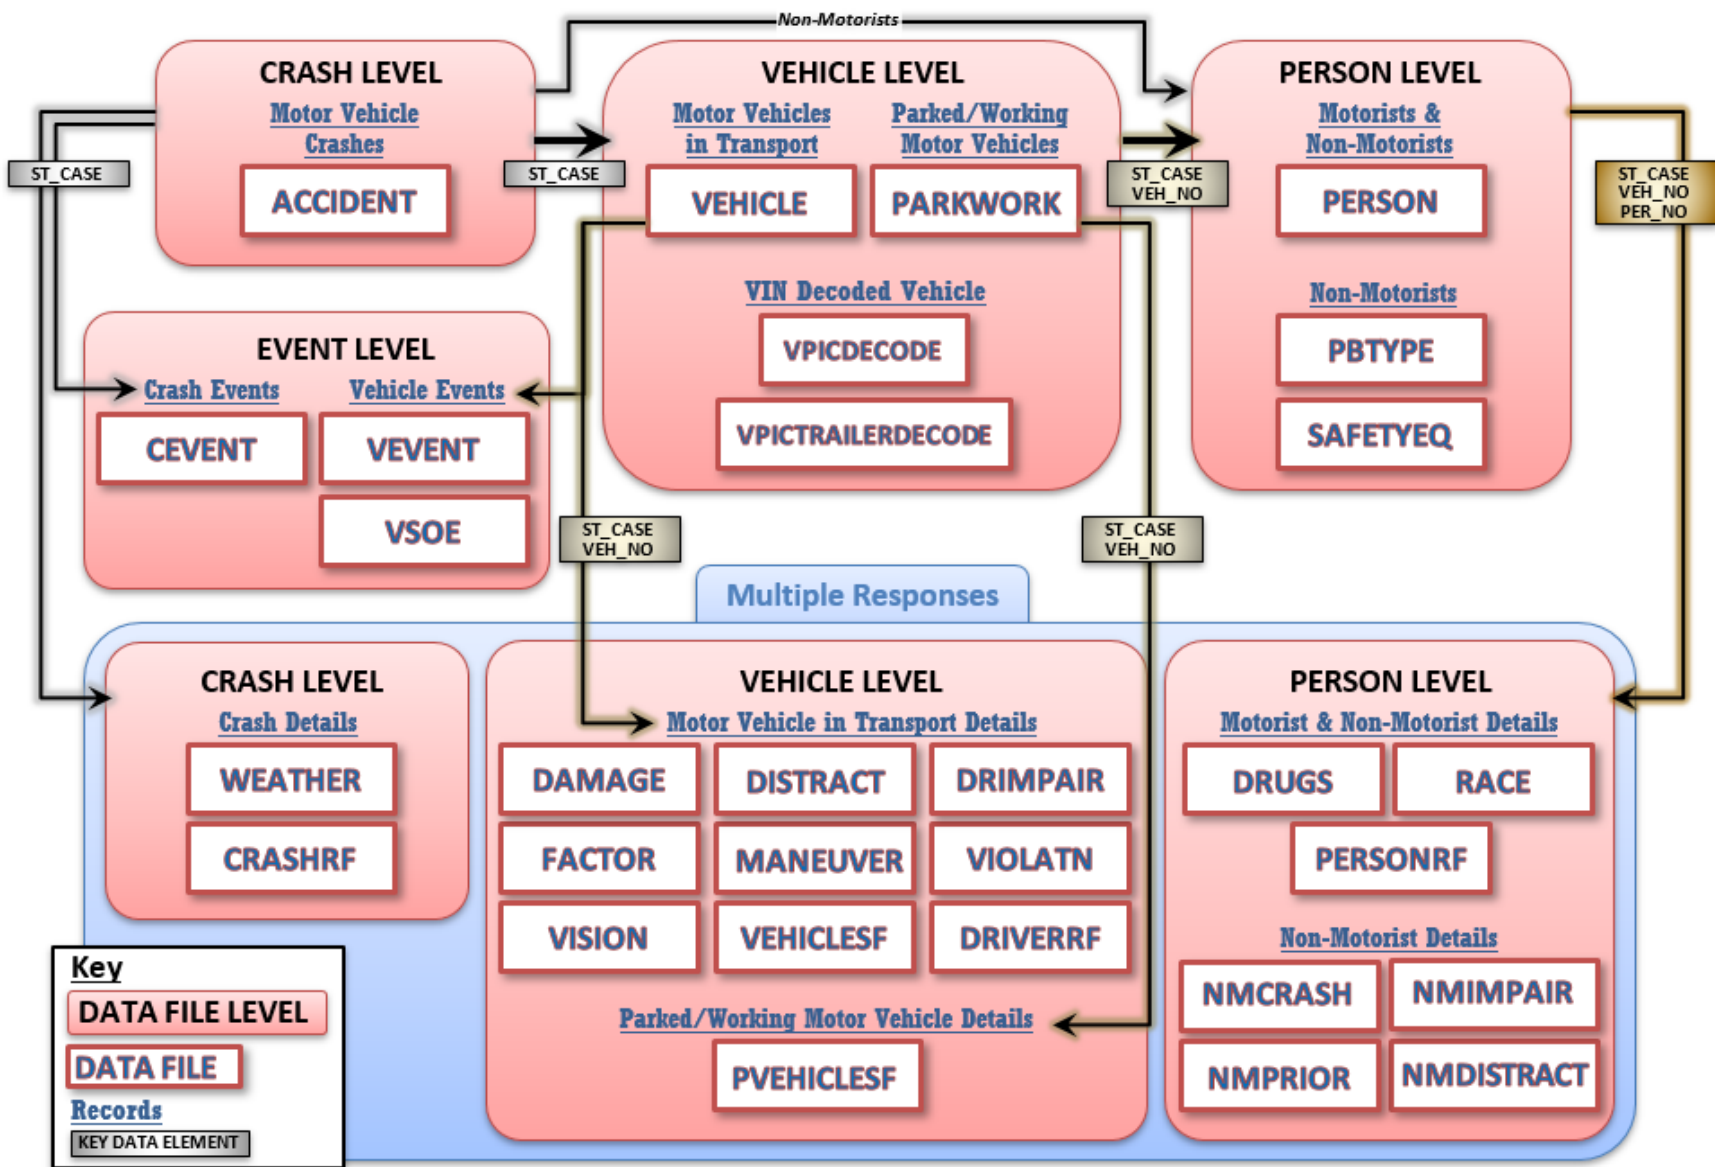 Non-Motorists
CRASH LEVEL
Motor Vehicle
Crashes
ACCIDENT
ST_CASE
ST_CASE
VEHICLE LEVEL
Motor Vehicles
in Transport
VEHICLE
Parked/Working
Motor Vehicles
PARKWORK
VIN Decoded Vehicle
VPICDECODE
VPICTRAILERDECODE
ST_CASE
VEH_NO
PERSON LEVEL
Motorists &
Non-Motorists
PERSON
Non-Motorists
PBTYPE
SAFETYEQ
ST_CASE
VEH_NO
PER_NO
EVENT LEVEL
Crash Events
CEVENT
Vehicle Events
VEVENT
VSOE
ST_CASE
VEH_NO
ST_CASE
VEH_NO
Multiple Responses
CRASH LEVEL
Crash Details
WEATHER
CRASHRF
VEHICLE LEVEL
Motor Vehicle in Transport Details
DAMAGE
DISTRACT
DRIMPAIR
FACTOR
MANEUVER
VIOLATN
VISION
VEHICLESF
DRIVERRF
Parked/Working Motor Vehicle Details
PVEHICLESF
PERSON LEVEL
Motorist & Non-Motorist Details
DRUGS
RACE
PERSONRF
Non-Motorist Details
NMCRASH
NMIMPAIR
NMPRIOR
NMDISTRACT
Key
DATA FILE LEVEL
DATA FILE
Records
KEY DATA ELEMENT